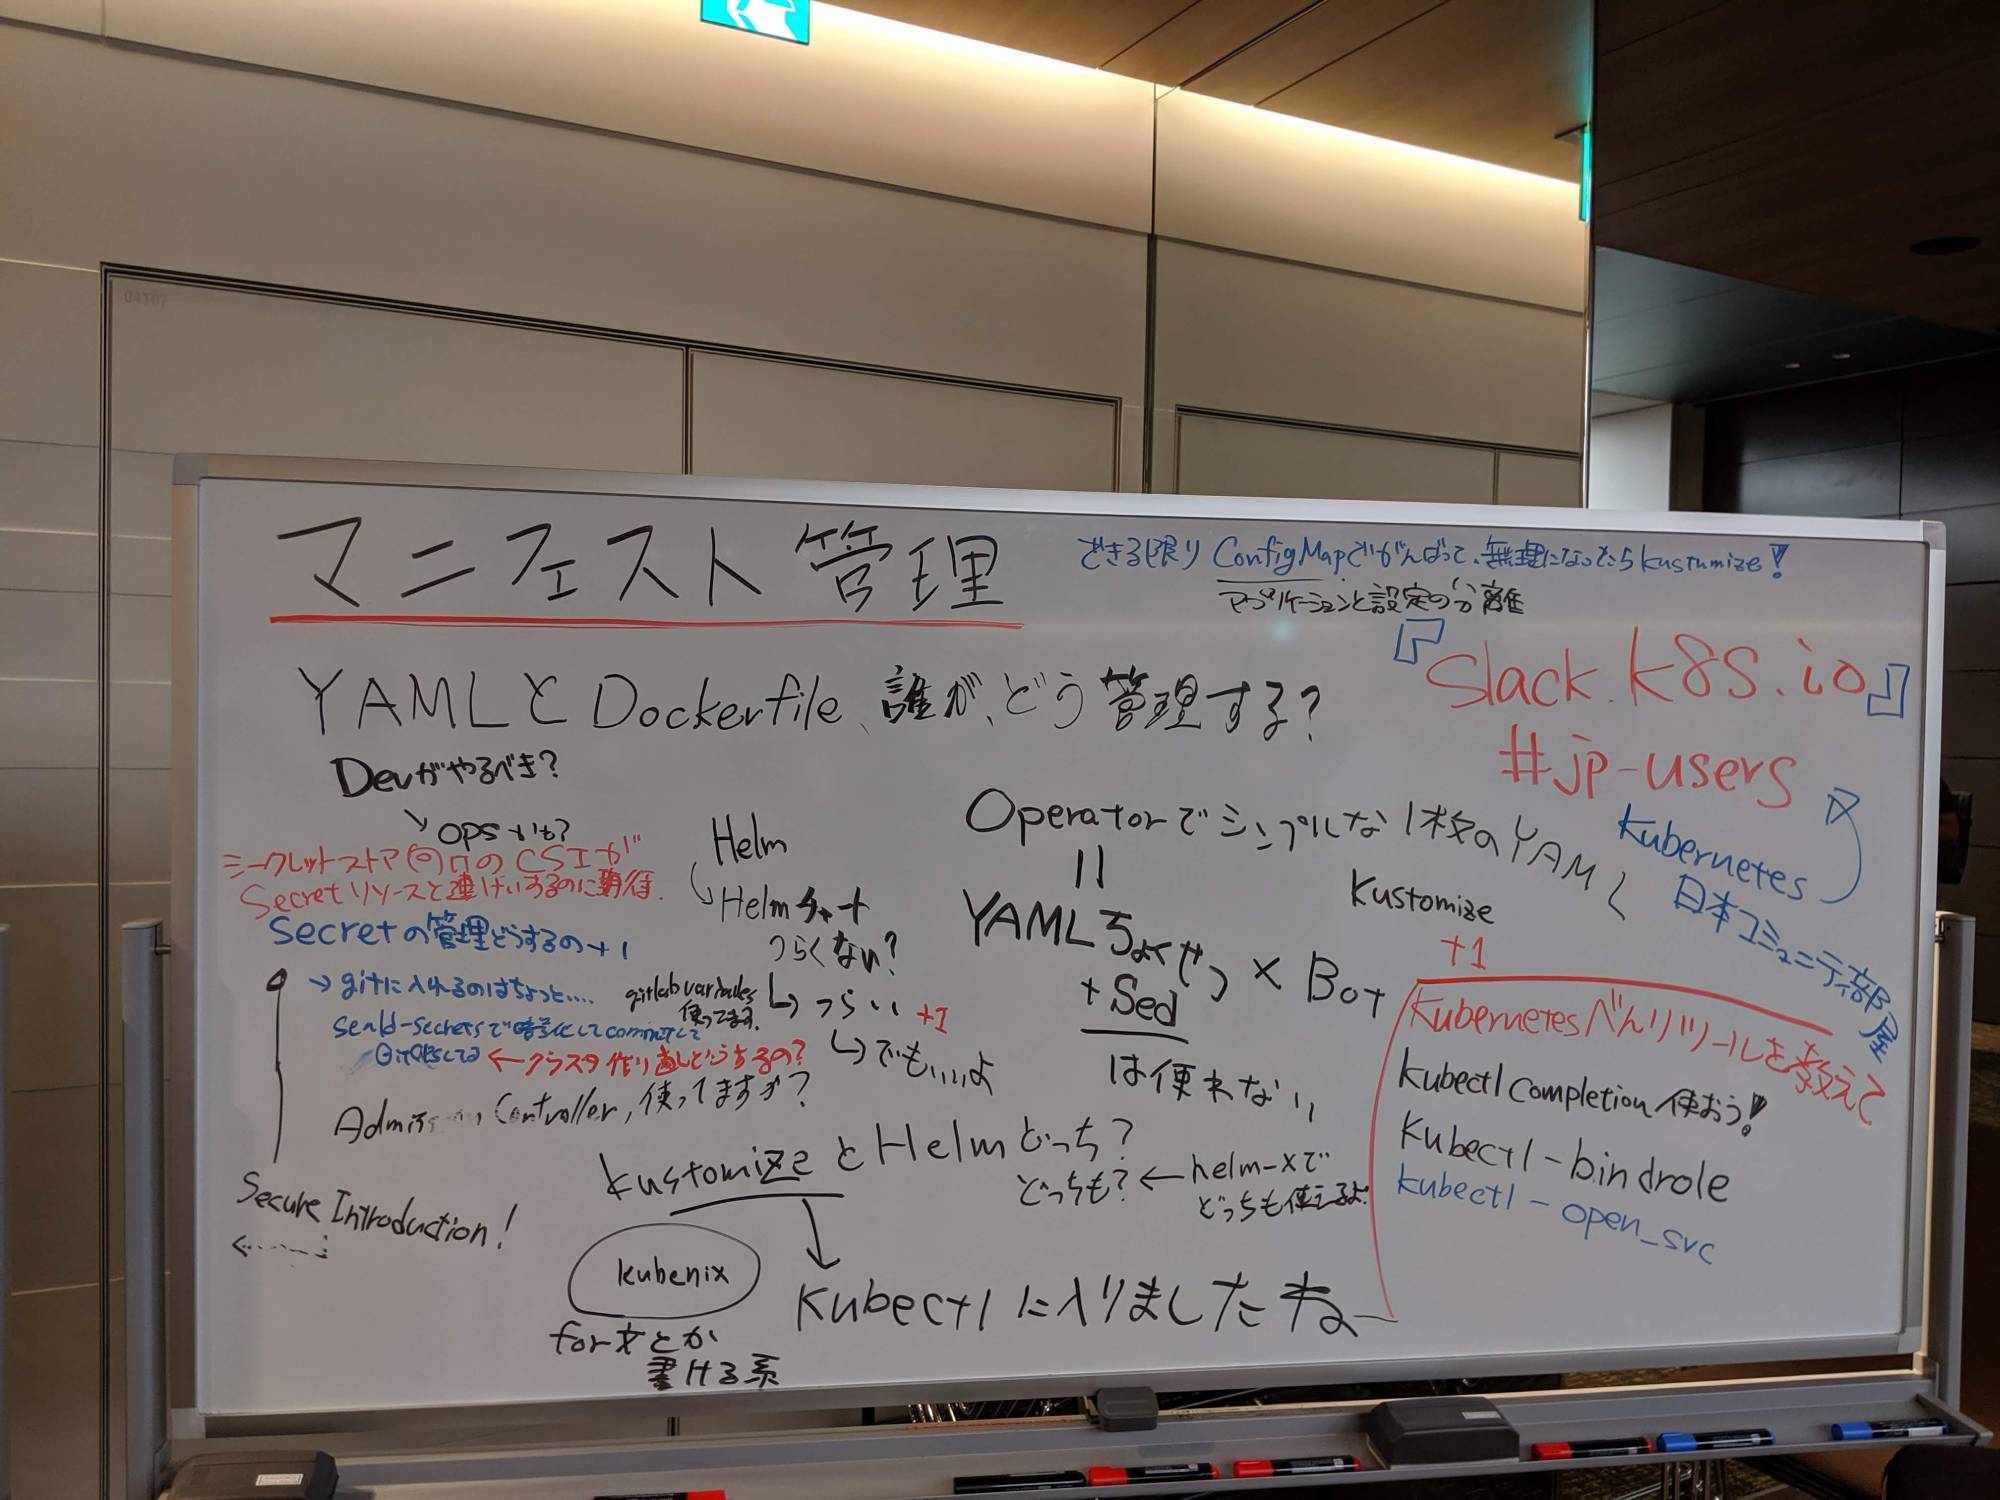 マニフェスト管理
できる限り ConfigMapでがんばって、無理になったらkustumize!
アプリケーションと設定の分離
『slack.k8s.io』
#jp-users
Kubernetes
日本コミュニティ部屋
YAMLとDockerfile、誰が、どう管理する?
Devがやるべき?
opsかも?
シークレットストア向けのCSIが
Secretリソースと連けいするのに期待.
Secretの管理どうするの +1
→gitに入れるのはちょっと....
seald-secretsで暗号化してcommitして
gitlab variables
使ってます.
←クラスタ作り直しどうするの?
Admission Controller,使ってますか?
Secure Introduction!
Helm
Helmチャート
つらくない?
つらい +1
でもいいよ
Operatorでシンプルな1枚のYAML
YAMLちょくせつ × Bot
+ Sed
は使わない
Kustomize
+1
kustomizeとHelmどっち?
どっちも? ← helm-xで
どっちも使えるよ!
kubenix
for文とか
書ける系
Kubectlに入りましたねー
Kubernetesべんりツールを教えて
kubectl completion 使おう!
kubectl-bindrole
kubectl-open_svc